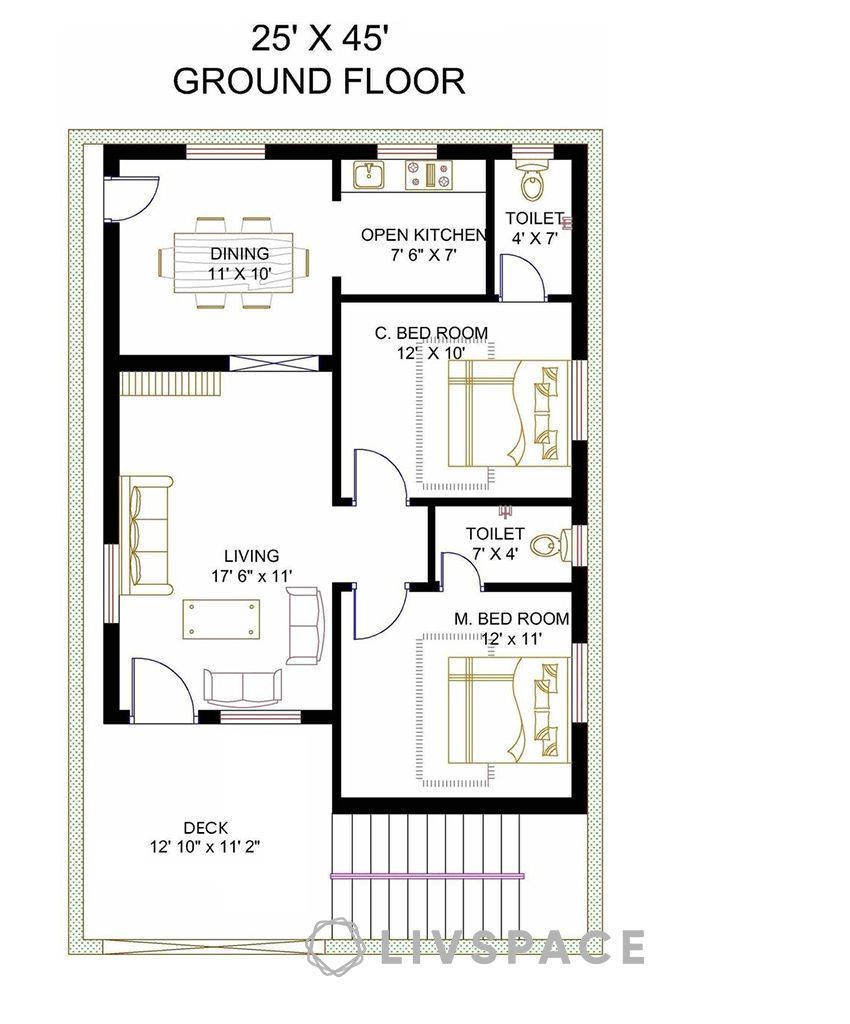 25' X 45'
GROUND FLOOR
TOILET
4' X 7'
OPEN KITCHEN
7' 6" X 7'
DINING
11' X 10'
C. BED ROOM
12' X 10'
TOILET
7' X 4'
LIVING
17' 6" x 11'
M. BED ROOM
12' x 11'
DECK
12' 10" x 11' 2"
LIVSPACE